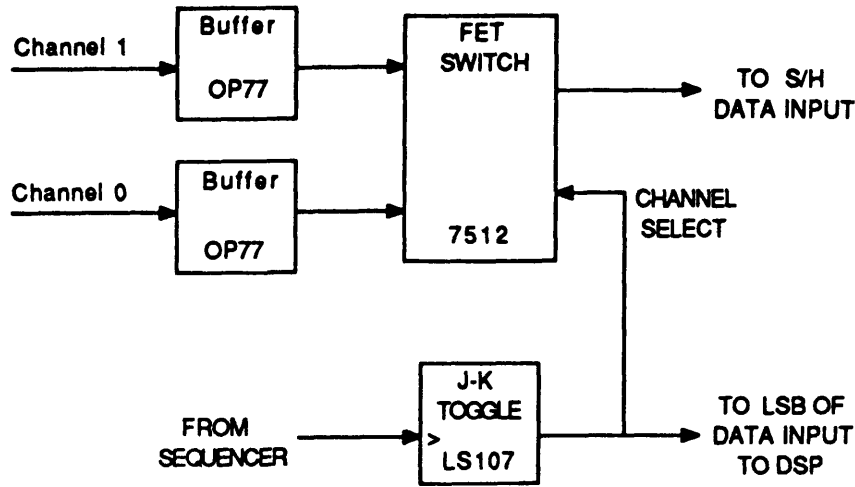 Channel 1
Buffer
OP77
FET
SWITCH
7512
TO S/H
DATA INPUT
Channel 0
Buffer
OP77
CHANNEL
SELECT
FROM
SEQUENCER
J-K
TOGGLE
>
LS107
TO LSB OF
DATA INPUT
TO DSP